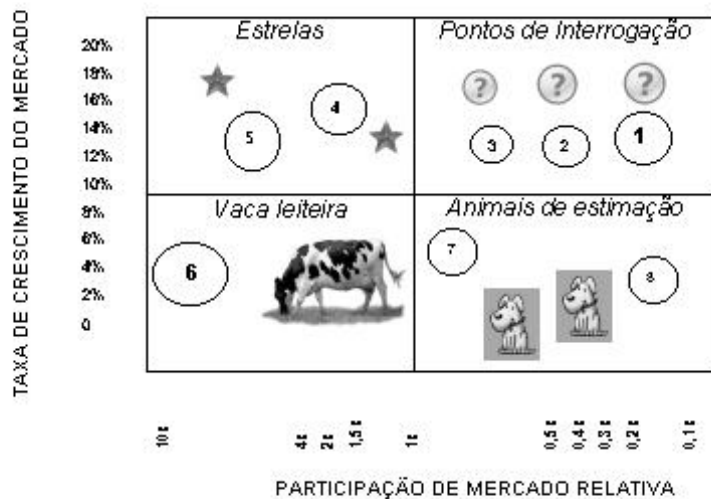 TAXA DE CRESCIMENTO DO MERCADO
20%
18%
16%
14%
12%
10%
8%
6%
4%
2%
0
Estrelas
4
5
Pontos de Interrogação
?
?
?
3
2
1
Vaca leiteira
6
Animais de estimação
7
8
10x
4x
2x
1,5x
1x
0,5x
0,4x
0,3x
0,2x
0,1x
PARTICIPAÇÃO DE MERCADO RELATIVA